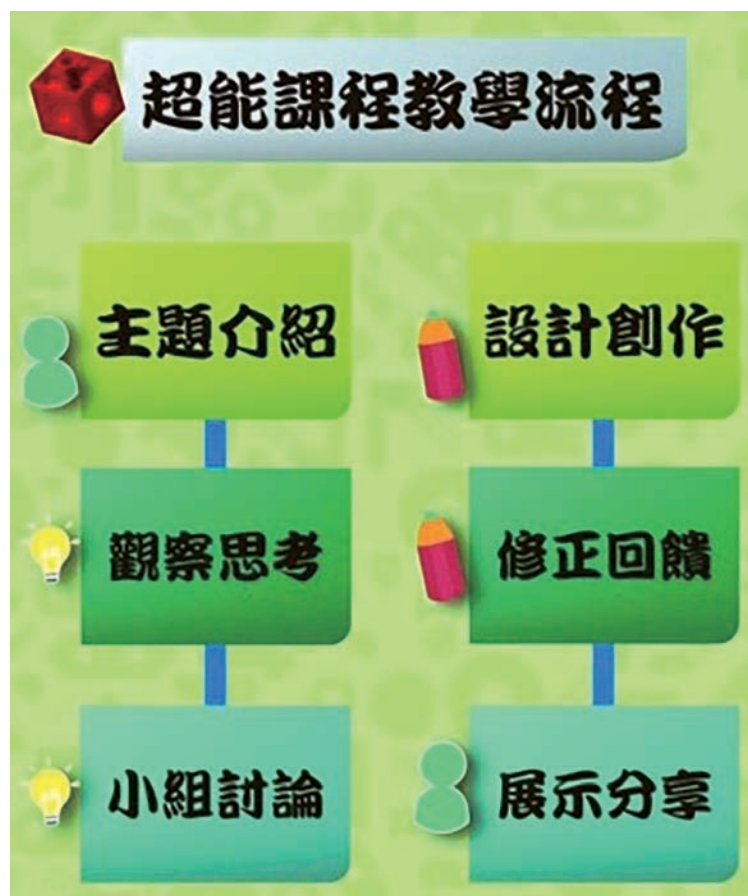 超能課程教學流程
主題介紹
觀察思考
小組討論
設計創作
修正回饋
展示分享